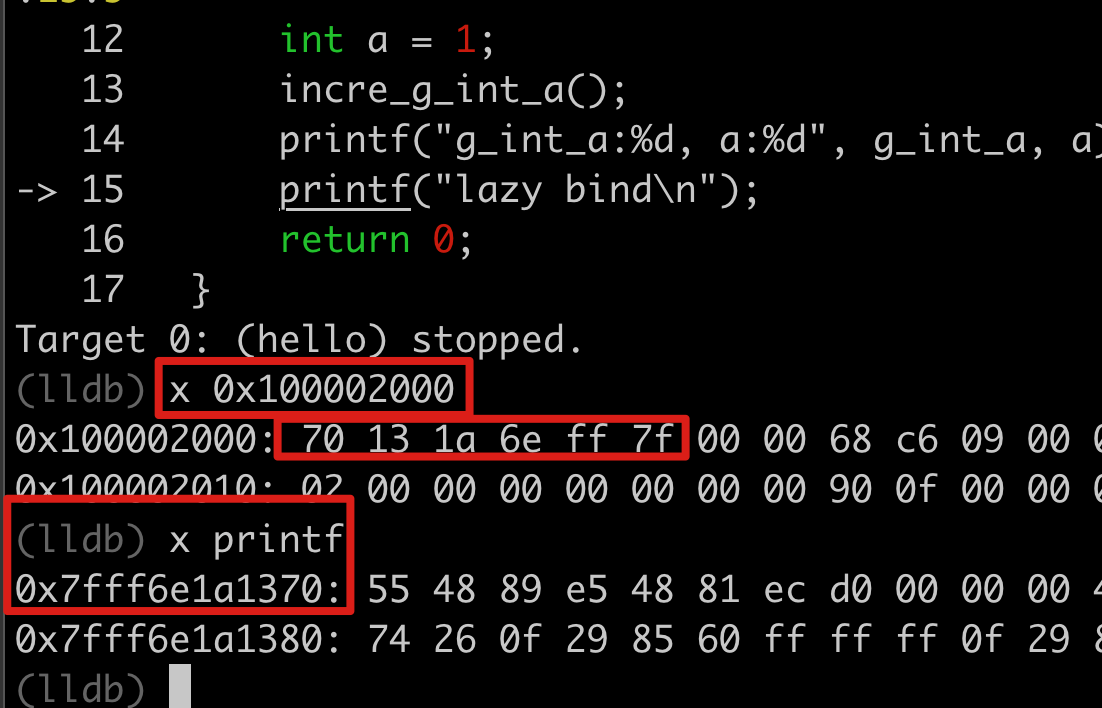 12 int a = 1;
13 incre_g_int_a();
14 printf("g_int_a:%d, a:%d", g_int_a, a)
-> 15 printf("lazy bind\n");
16 return 0;
17 }
Target 0: (hello) stopped.
(lldb) x 0x100002000
0x100002000: 70 13 1a 6e ff 7f 00 00 68 c6 09 00
0x100002010: 02 00 00 00 00 00 00 00 90 0f 00 00
(lldb) x printf
0x7fff6e1a1370: 55 48 89 e5 48 81 ec d0 00 00 00
0x7fff6e1a1380: 74 26 0f 29 85 60 ff ff ff 0f 29
(lldb)